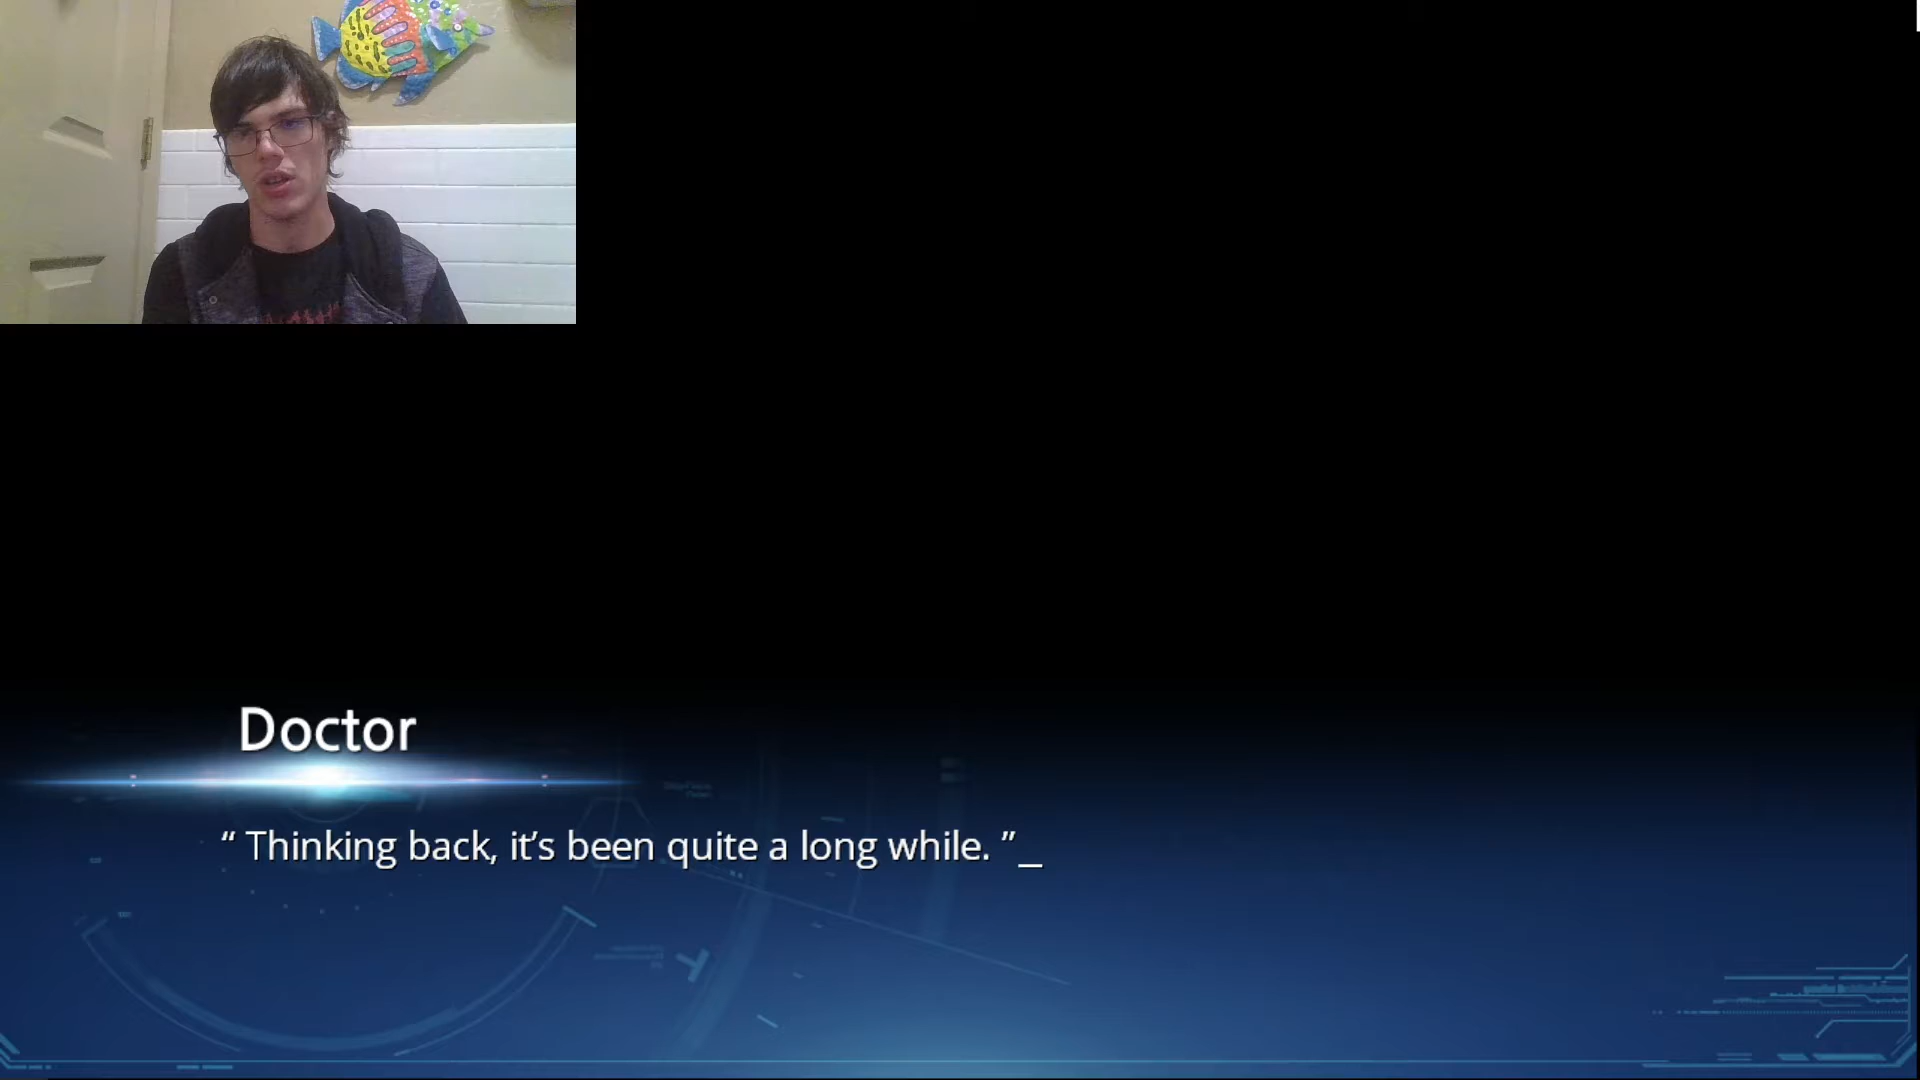 Doctor
“ Thinking back, it’s been quite a long while. ”_